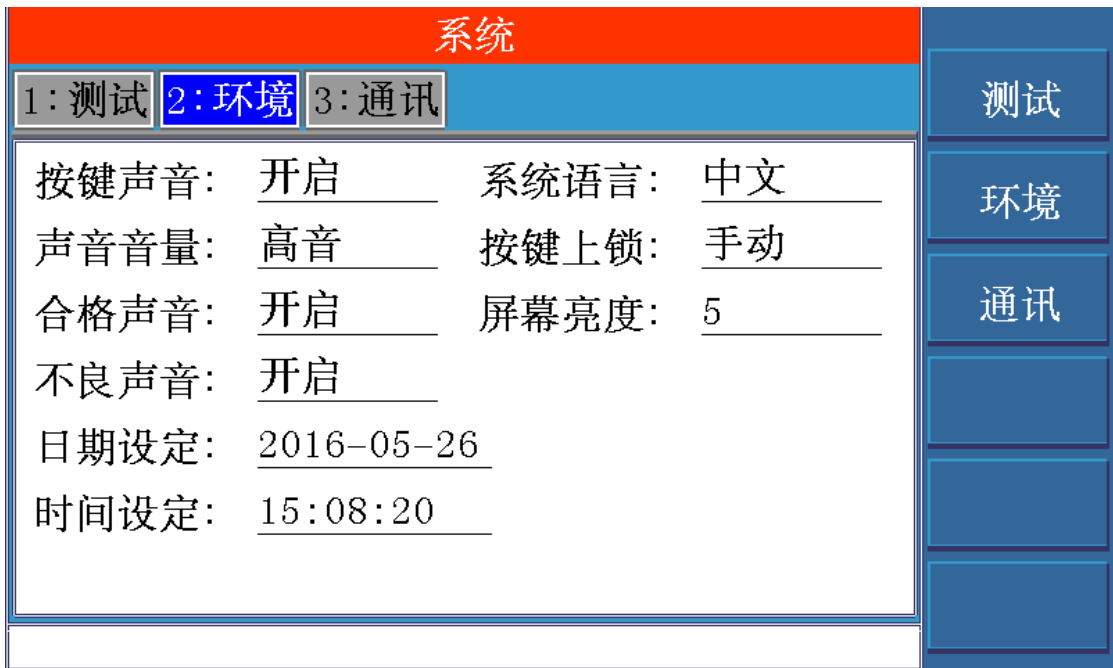 系统
1:测试 2:环境 3:通讯
按键声音: 开启 系统语言: 中文
声音音量: 高音 按键上锁: 手动
合格声音: 开启 屏幕亮度: 5
不良声音: 开启
日期设定: 2016-05-26
时间设定: 15:08:20
测试
环境
通讯